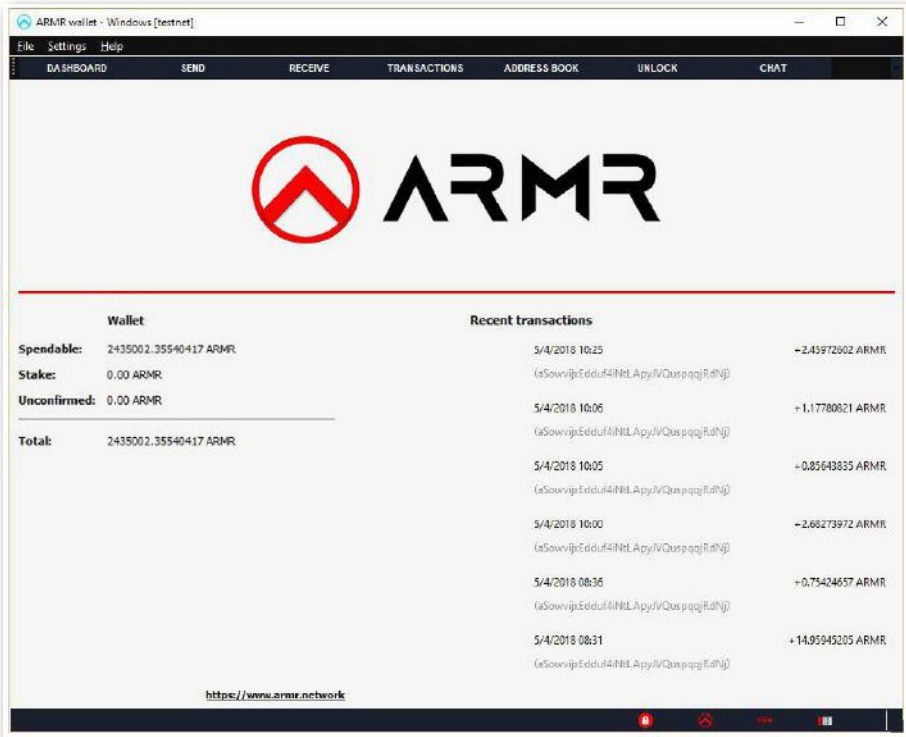 ARMR wallet - Windows [testnet]
File Settings Help
DASHBOARD SEND RECEIVE TRANSACTIONS ADDRESS BOOK UNLOCK CHAT
ARMR
Wallet
Spendable: 2435002.35540417 ARMR
Stake: 0.00 ARMR
Unconfirmed: 0.00 ARMR
Total: 2435002.35540417 ARMR
Recent transactions
5/4/2018 10:25 +2.45972602 ARMR
5/4/2018 10:06 +1.17780821 ARMR
5/4/2018 10:05 +0.85643835 ARMR
5/4/2018 10:00 +2.68273972 ARMR
5/4/2018 08:36 +0.75424657 ARMR
5/4/2018 08:31 +14.95945205 ARMR
https://www.armr.network